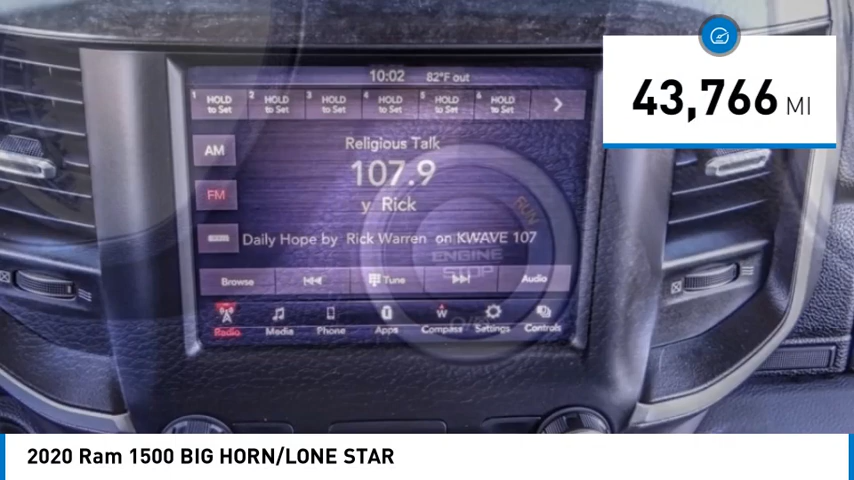 43,766 MI
10:02 82°F out
1 HOLD to Set 2 HOLD to Set 3 HOLD to Set 4 HOLD to Set 5 HOLD to Set 6 HOLD to Set
Religious Talk
AM
107.9
FM
y Rick
Daily Hope by Rick Warren on KWAVE 107
RUN
ENGINE
STOP
Browse Tune Audio
Radio Media Phone Apps Compass Settings Controls
W
2020 Ram 1500 BIG HORN/LONE STAR